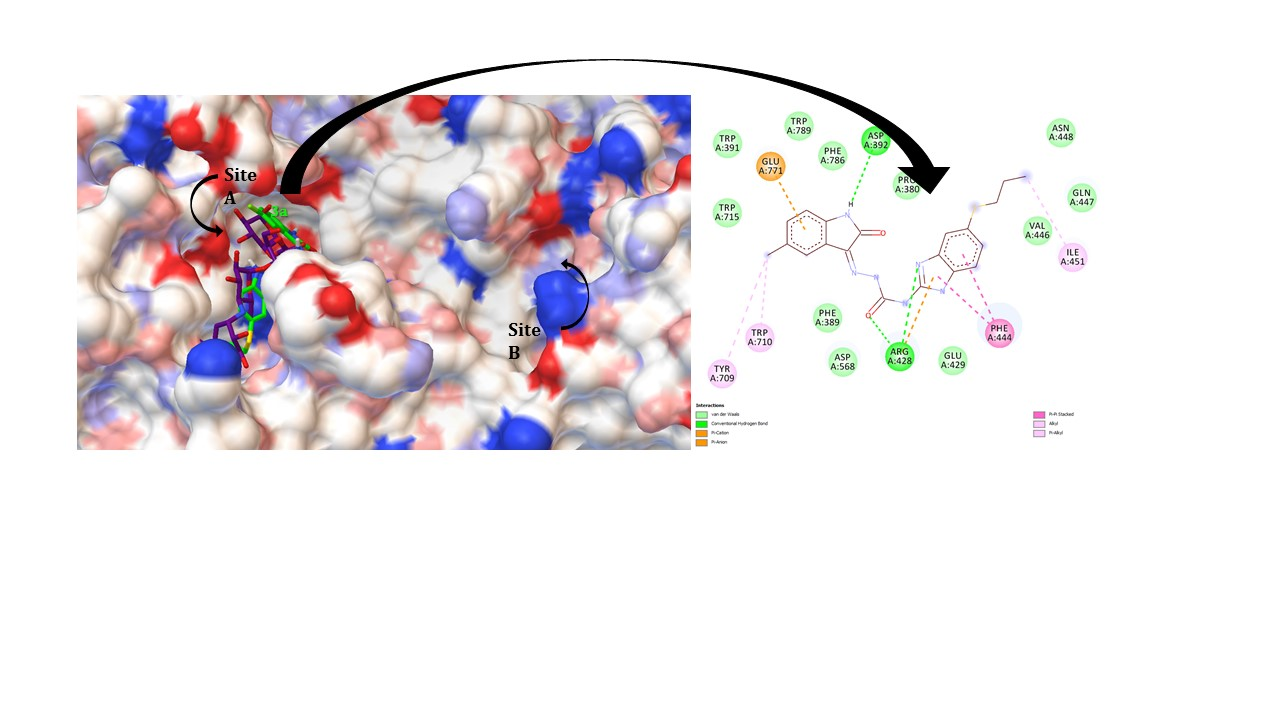 Site
A
3a
Site
B
TRP
A:391
TRP
A:789
PHE
A:786
ASP
A:392
GLU
A:771
PRO
A:380
TRP
A:715
ASN
A:448
GLN
A:447
VAL
A:446
ILE
A:451
H
N
O
N
N
O
N
N
N
S
PHE
A:389
TRP
A:710
TYR
A:709
ASP
A:568
ARG
A:428
GLU
A:429
PHE
A:444
Interactions
van der Waals
Conventional Hydrogen Bond
Pi-Cation
Pi-Anion
Pi-Pi Stacked
Alkyl
Pi-Alkyl